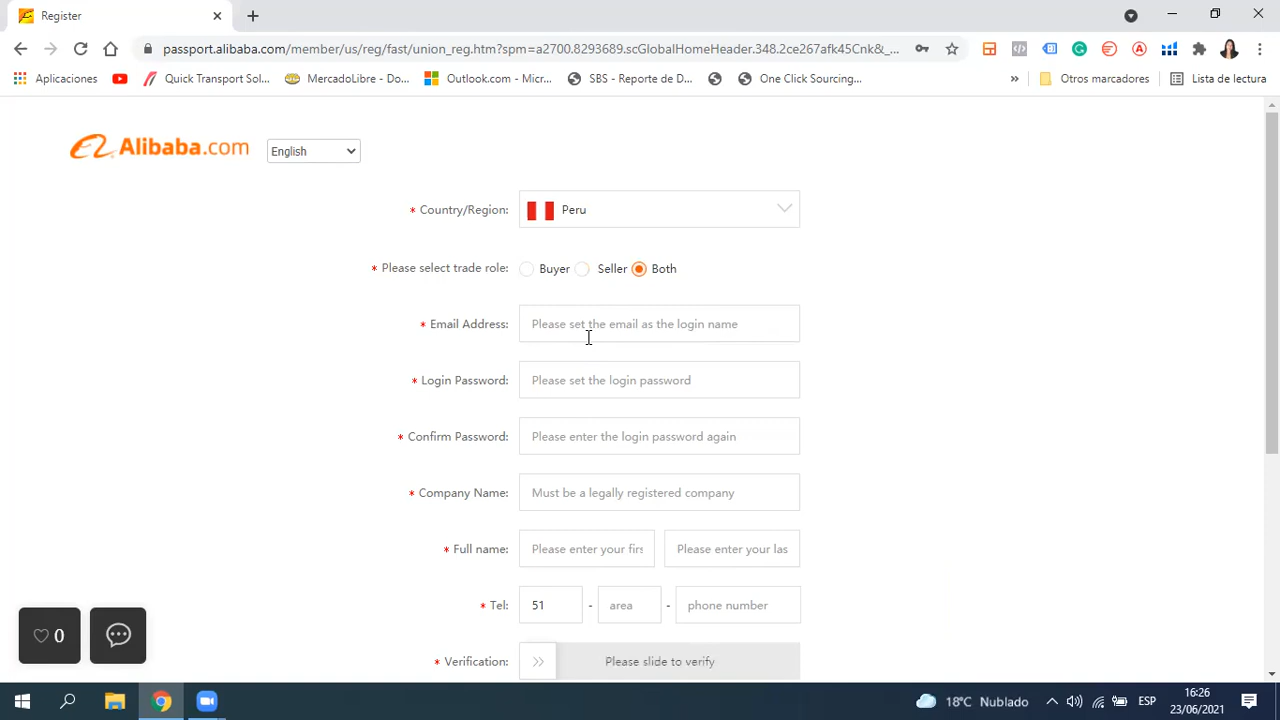 Register
passport.alibaba.com/member/us/reg/fast/union_reg.htm?spm=a2700.8293689.scGlobalHomeHeader.348.2ce267afk45Cnk&_...
Aplicaciones Quick Transport Sol... MercadoLibre - Do... Outlook.com - Micr... SBS - Reporte de D... One Click Sourcing... » Otros marcadores Lista de lectura
Alibaba.com English
* Country/Region: Peru
* Please select trade role: Buyer Seller Both
* Email Address: Please set the email as the login name
* Login Password: Please set the login password
* Confirm Password: Please enter the login password again
* Company Name: Must be a legally registered company
* Full name: Please enter your firs Please enter your las
* Tel: 51 - area - phone number
0
* Verification: Please slide to verify
18°C Nublado ESP 16:26
23/06/2021